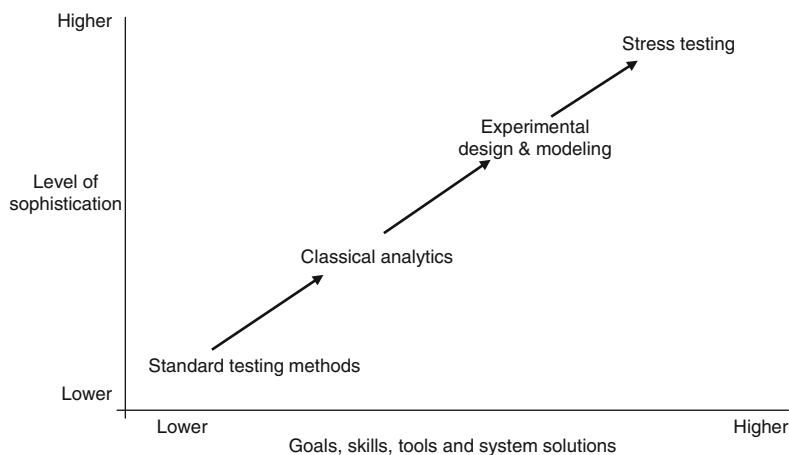 Higher
Stress testing
Experimental
design & modeling
Level of
sophistication
Classical analytics
Standard testing methods
Lower
Lower
Higher
Goals, skills, tools and system solutions